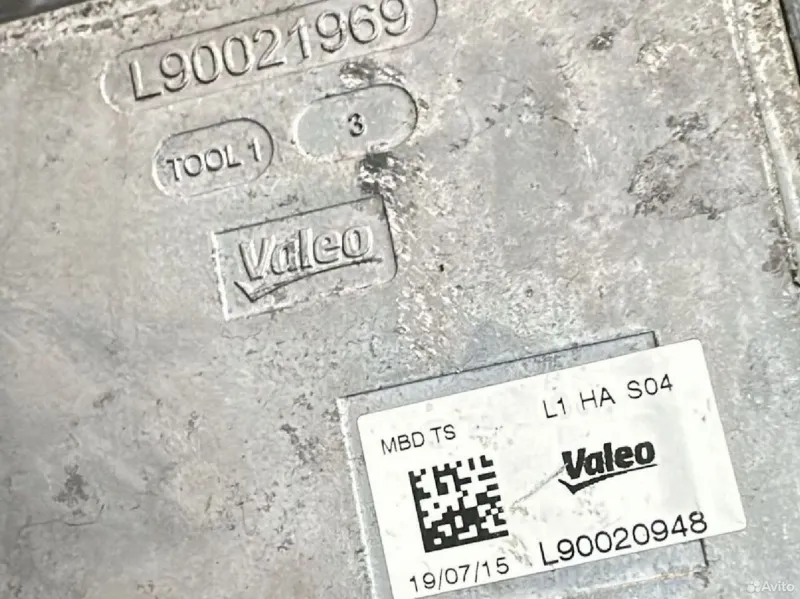 L90021969
TOOL 1
3
Valeo
MBD TS
L1 HA S04
Valeo
19/07/15
L90020948
Avito